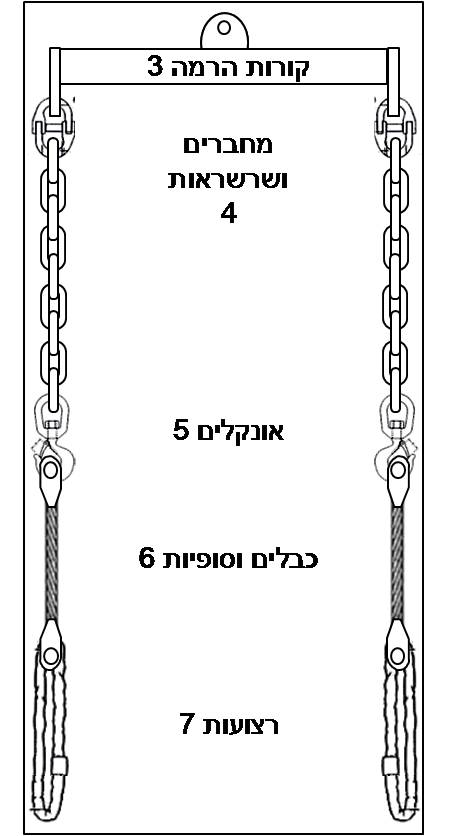 קורות הרמה 3
מחברים
ושרשראות
4
אונקלים 5
כבלים וסופיות 6
רצועות 7